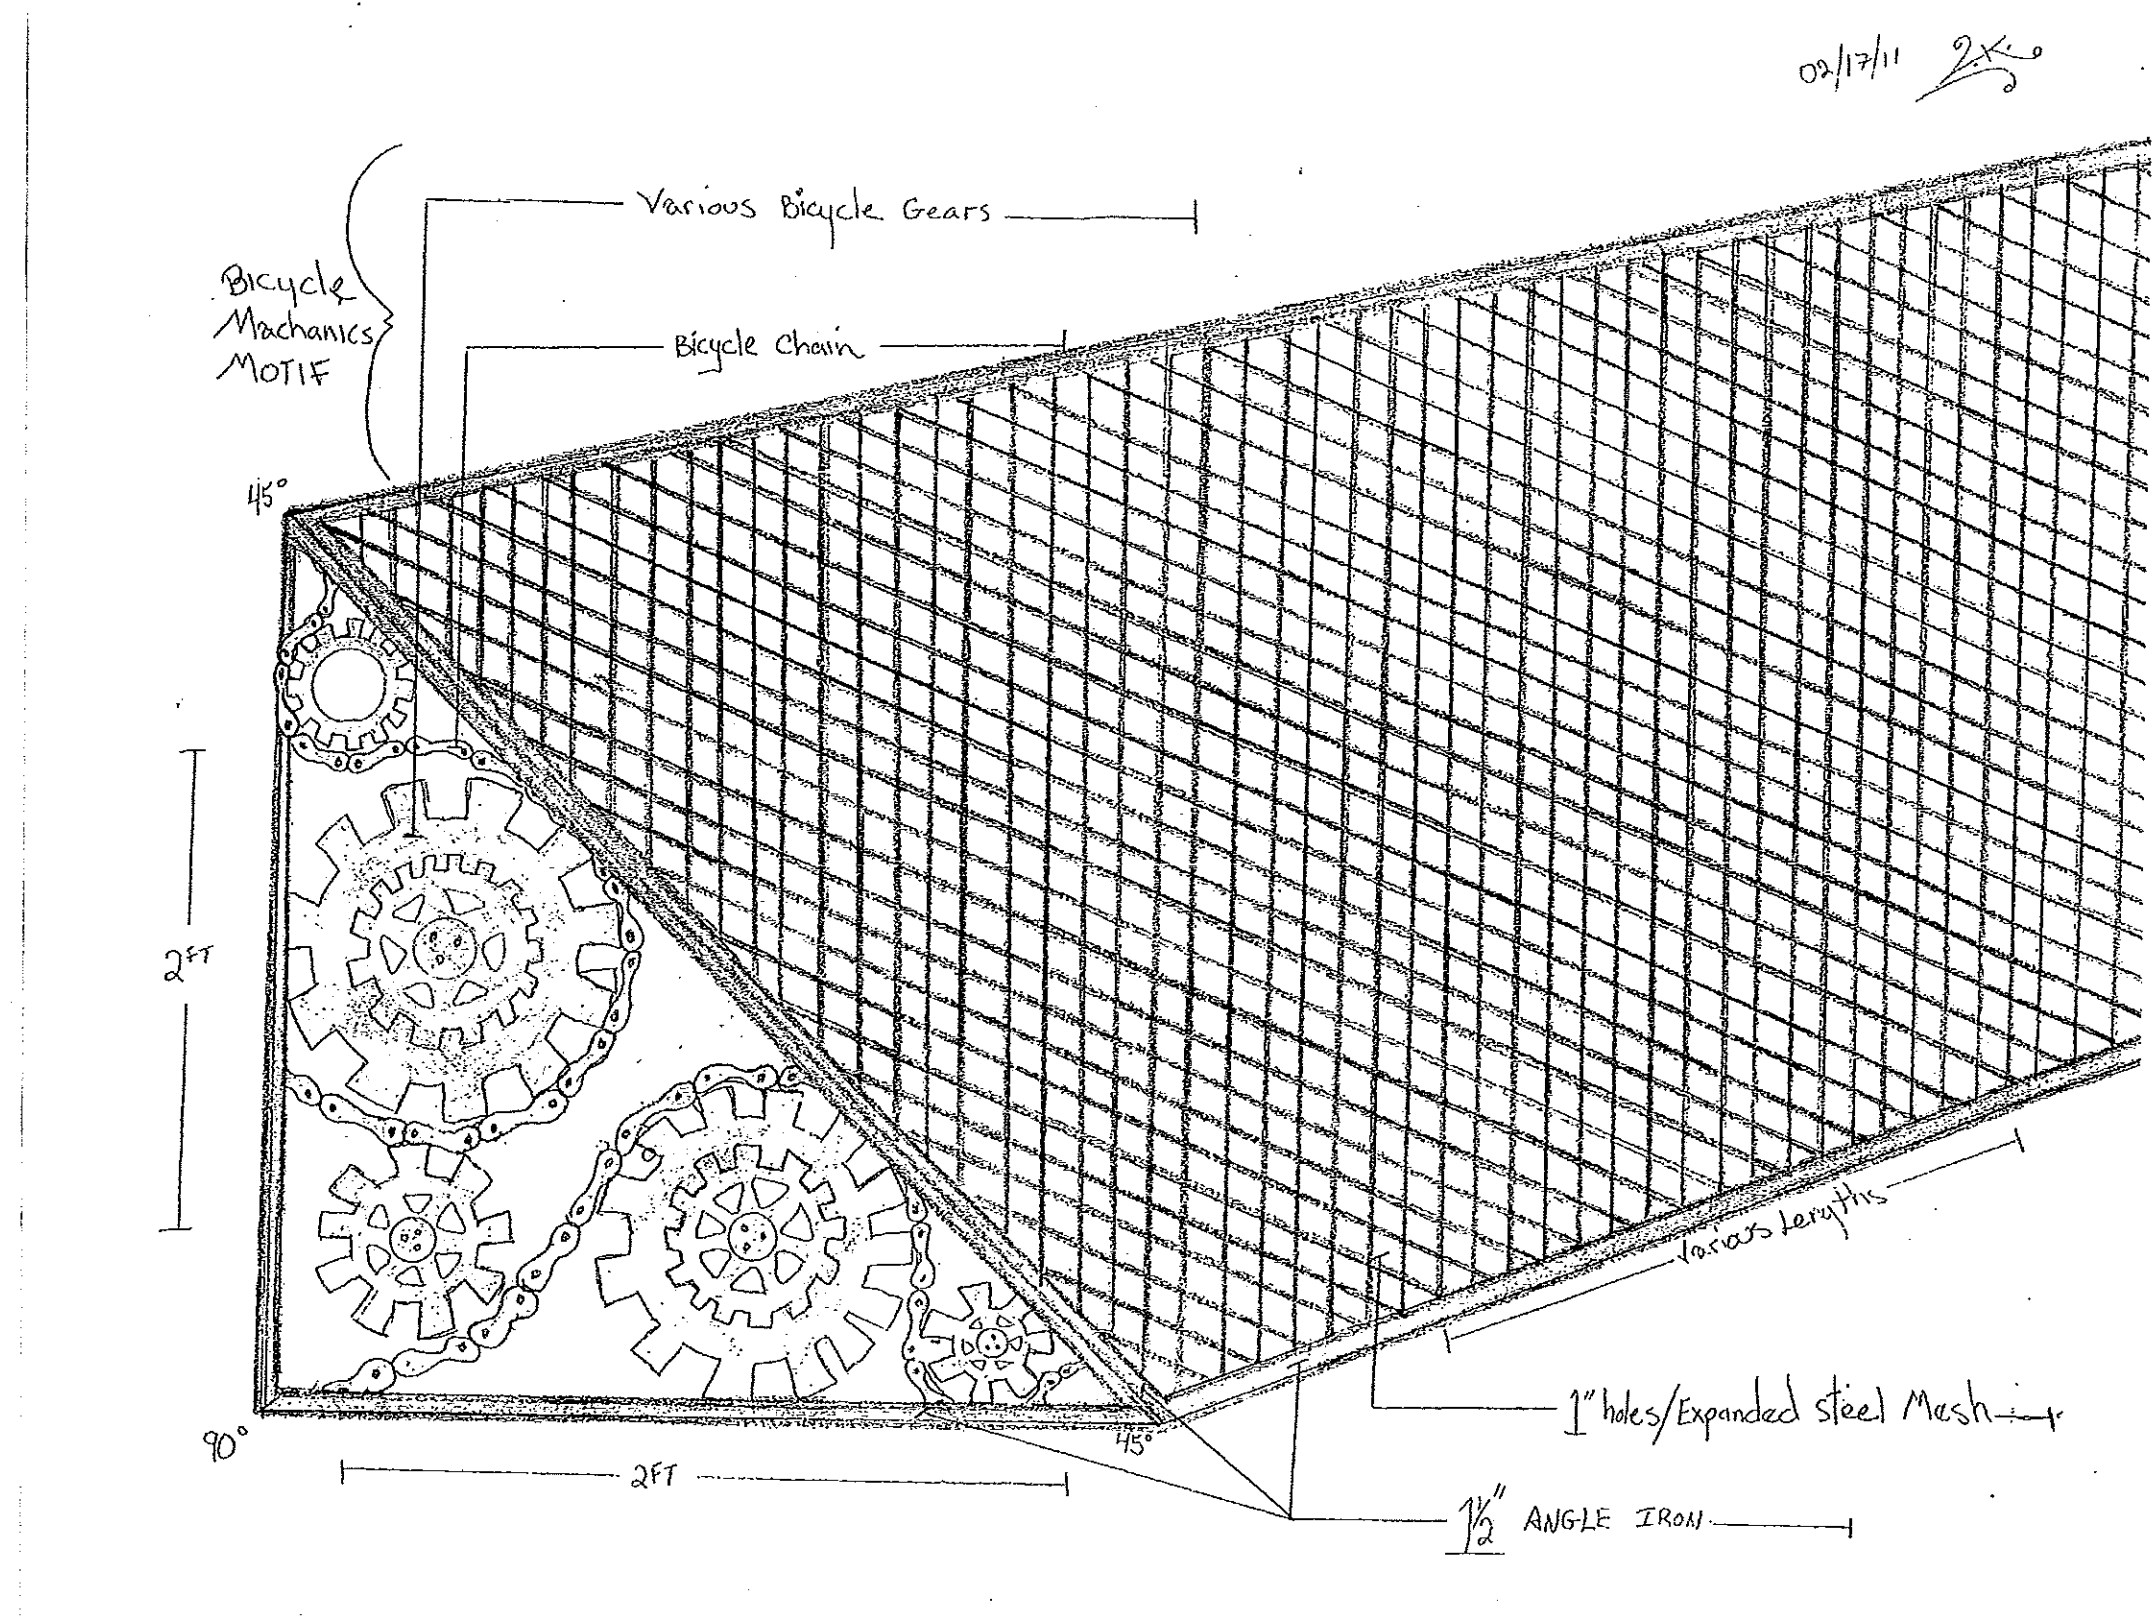 02/17/11
Various Bicycle Gears
Bicycle
Machanics
MOTIF
Bicycle Chain
45°
2FT
90°
45°
2FT
Various Lengths
1" holes/Expanded Steel Mesh
1½" ANGLE IRON